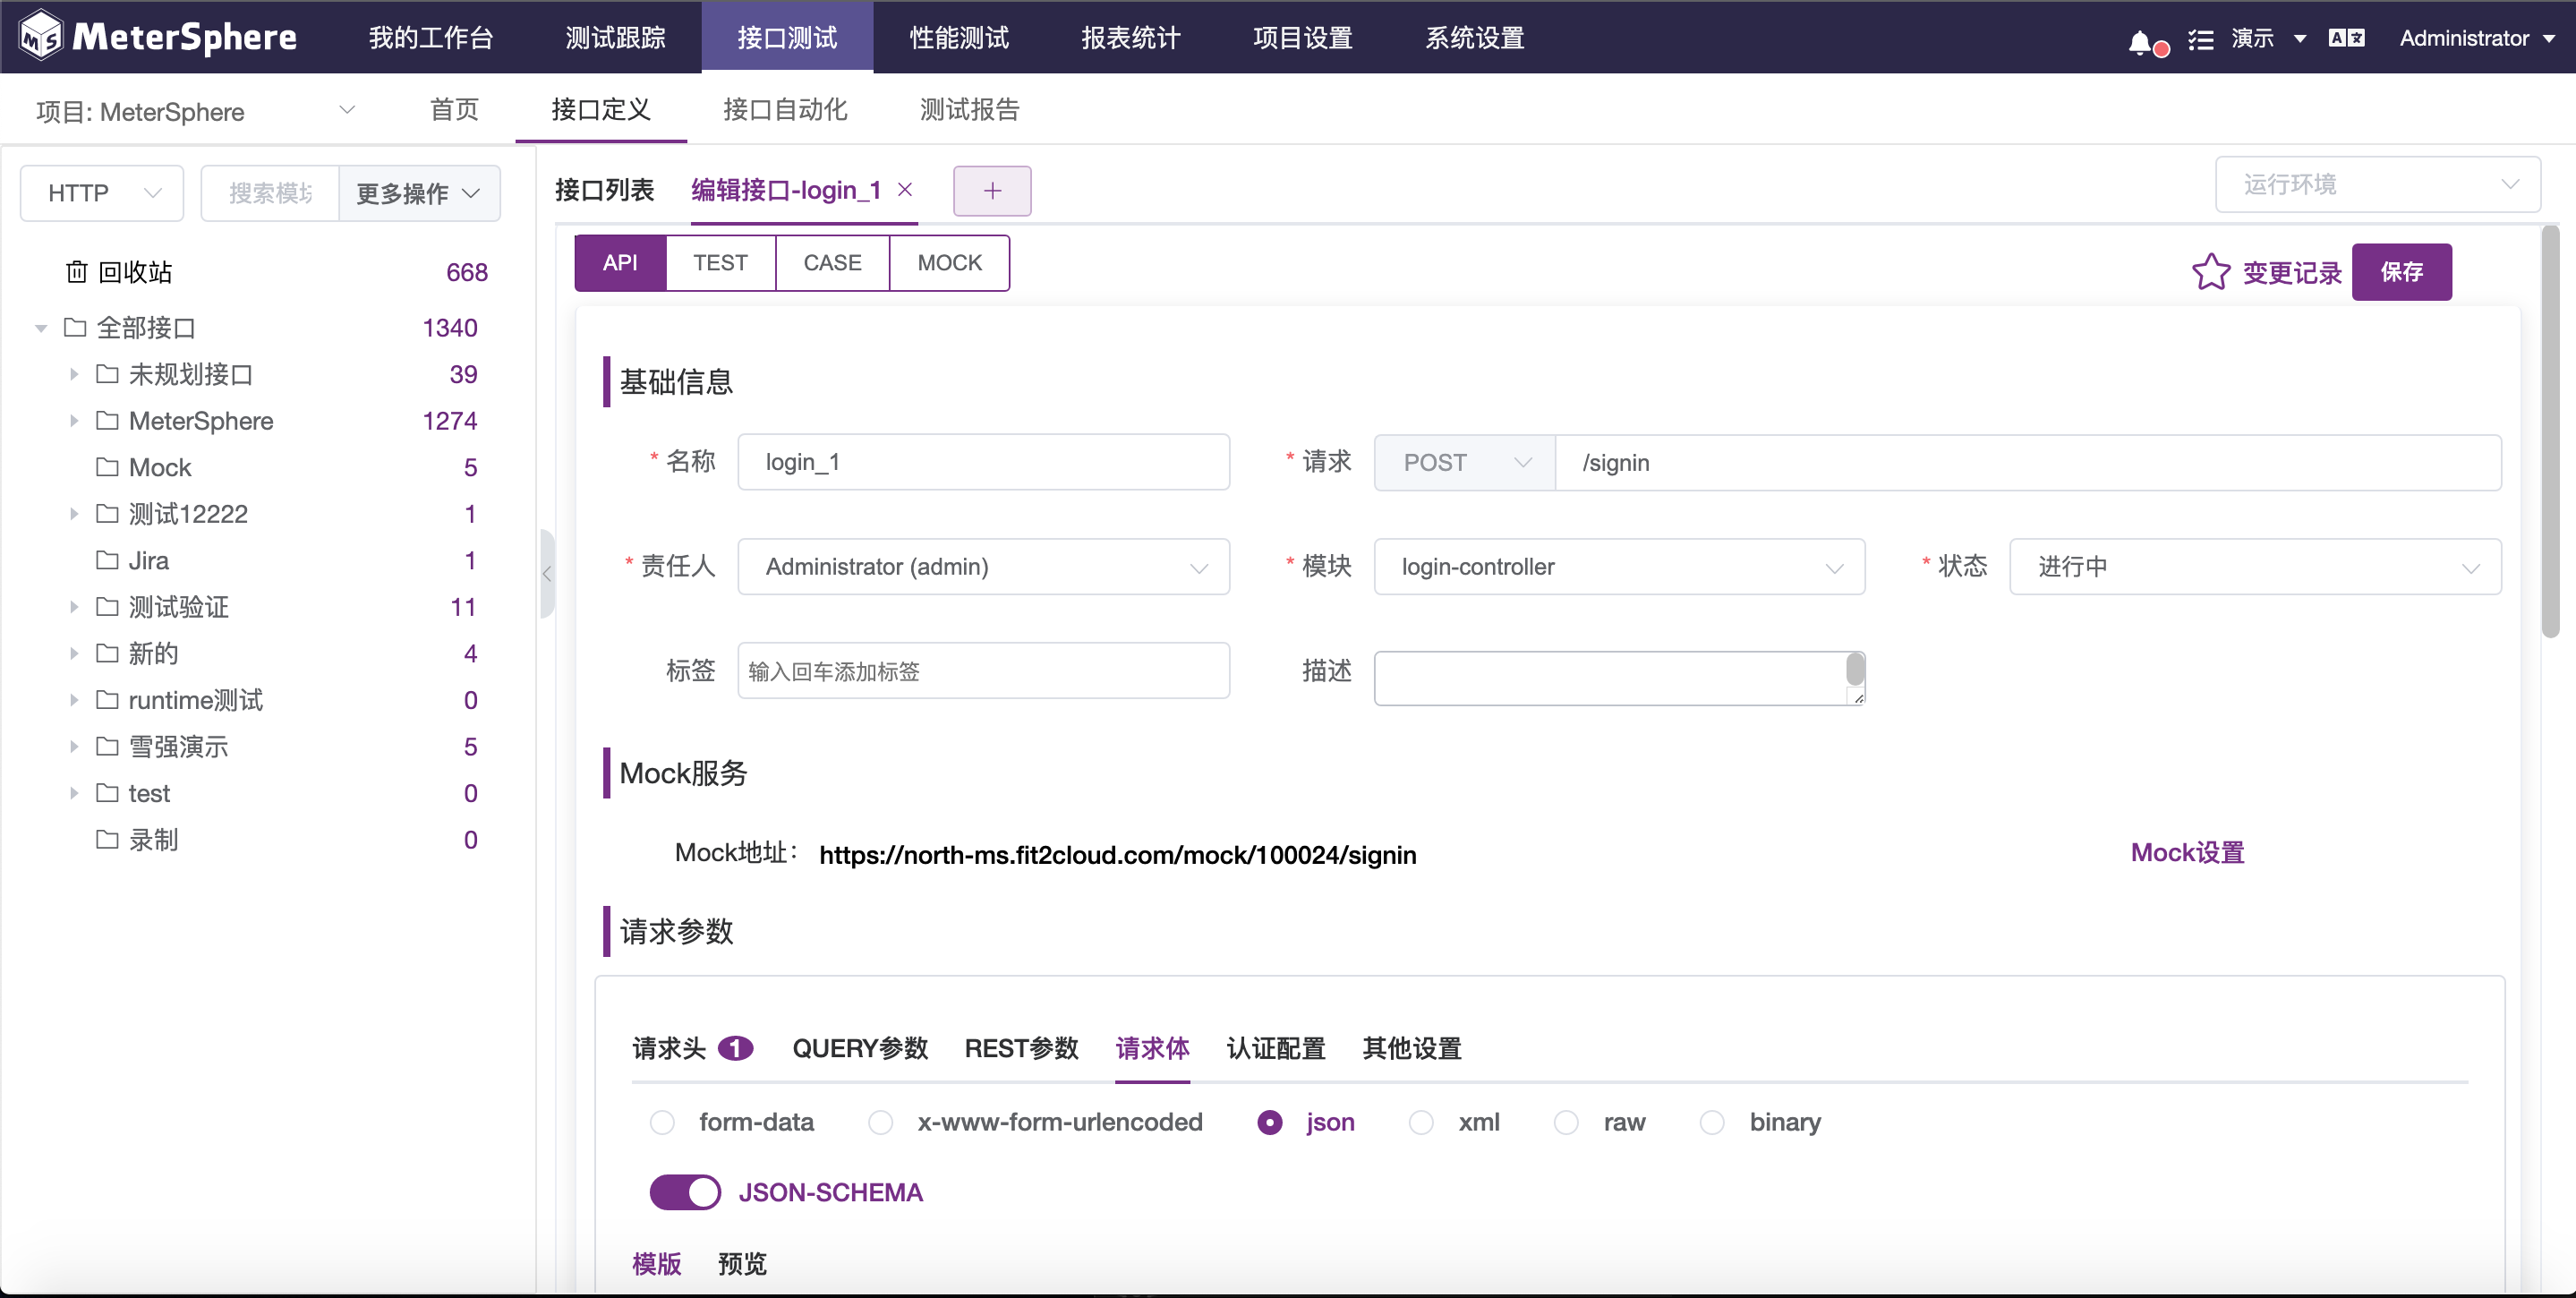 MeterSphere 我的工作台 测试跟踪 接口测试 性能测试 报表统计 项目设置 系统设置 演示 Administrator
项目: MeterSphere 首页 接口定义 接口自动化 测试报告
HTTP 搜索模块 更多操作
回收站 668
全部接口 1340
未规划接口 39
MeterSphere 1274
Mock 5
测试12222 1
Jira 1
测试验证 11
新的 4
runtime测试 0
雪强演示 5
test 0
录制 0
接口列表 编辑接口-login_1 运行环境
API TEST CASE MOCK 变更记录 保存
基础信息
* 名称 login_1 * 请求 POST /signin
* 责任人 Administrator (admin) * 模块 login-controller * 状态 进行中
标签 输入回车添加标签 描述
Mock服务
Mock地址： https://north-ms.fit2cloud.com/mock/100024/signin Mock设置
请求参数
请求头 1 QUERY参数 REST参数 请求体 认证配置 其他设置
form-data x-www-form-urlencoded json xml raw binary
JSON-SCHEMA
模版 预览